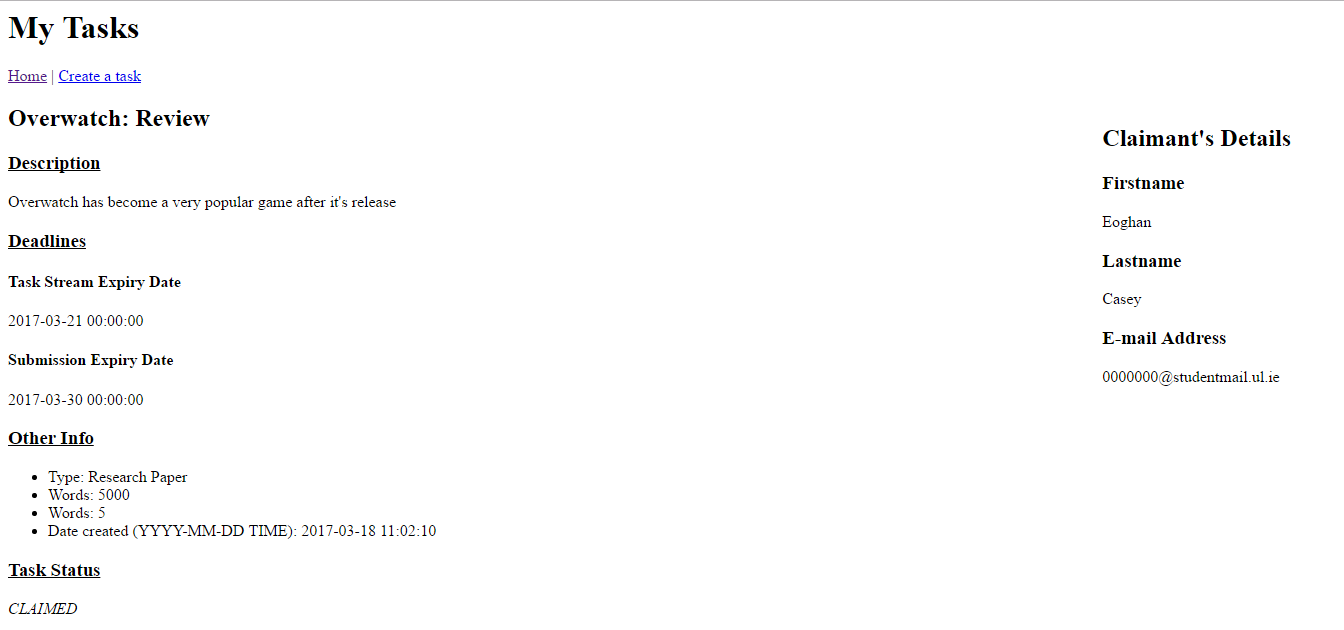 My Tasks
Home | Create a task
Overwatch: Review
Description
Overwatch has become a very popular game after it's release
Deadlines
Task Stream Expiry Date
2017-03-21 00:00:00
Submission Expiry Date
2017-03-30 00:00:00
Other Info
• Type: Research Paper
• Words: 5000
• Words: 5
• Date created (YYYY-MM-DD TIME): 2017-03-18 11:02:10
Task Status
CLAIMED
Claimant's Details
Firstname
Eoghan
Lastname
Casey
E-mail Address
0000000@studentmail.ul.ie